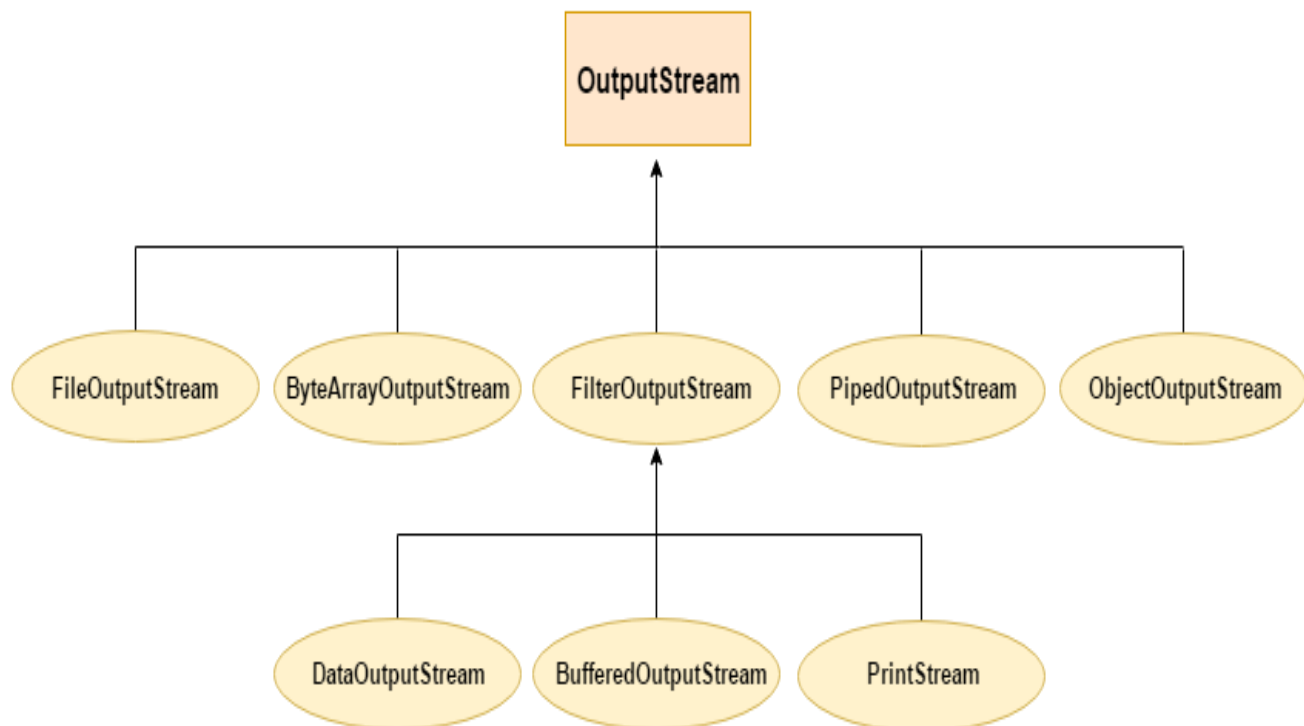 OutputStream
FileOutputStream
ByteArrayOutputStream
FilterOutputStream
PipedOutputStream
ObjectOutputStream
DataOutputStream
BufferedOutputStream
PrintStream